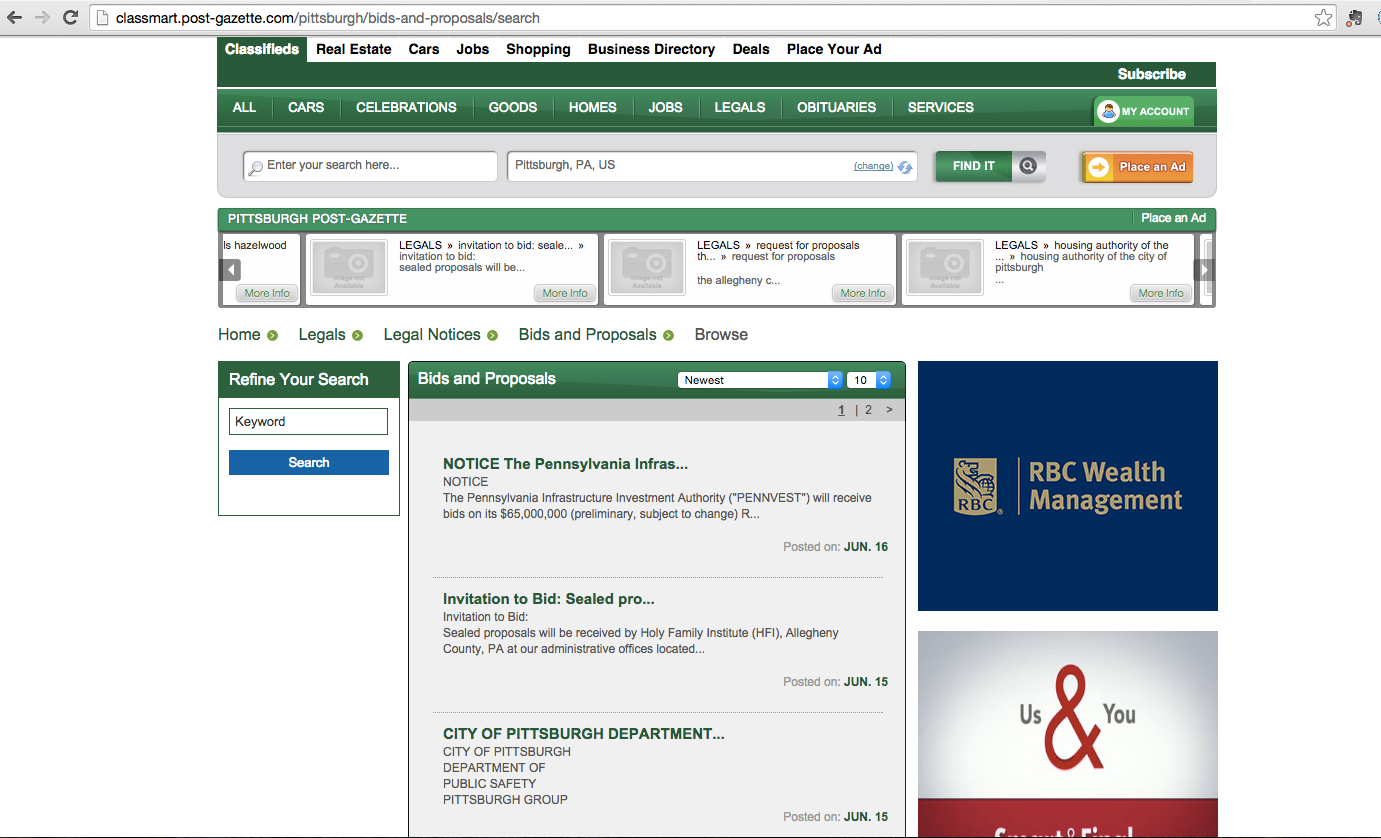 classmart.post-gazette.com/pittsburgh/bids-and-proposals/search
Classifieds Real Estate Cars Jobs Shopping Business Directory Deals Place Your Ad
Subscribe
ALL CARS CELEBRATIONS GOODS HOMES JOBS LEGALS OBITUARIES SERVICES
MY ACCOUNT
Enter your search here...
Pittsburgh, PA, US
(change)
FIND IT
Place an Ad
PITTSBURGH POST-GAZETTE
Place an Ad
ls hazelwood
More Info
Image not
Available
LEGALS » invitation to bid: seale... »
invitation to bid:
sealed proposals will be...
More Info
Image not
Available
LEGALS » request for proposals
th... » request for proposals
the allegheny c...
More Info
Image not
Available
LEGALS » housing authority of the
... » housing authority of the city of
pittsburgh
...
More Info
Home Legals Legal Notices Bids and Proposals Browse
Refine Your Search
Keyword
Search
Bids and Proposals
Newest
10
1 | 2 >
NOTICE The Pennsylvania Infras...
NOTICE
The Pennsylvania Infrastructure Investment Authority ("PENNVEST") will receive
bids on its $65,000,000 (preliminary, subject to change) R...
Posted on: JUN. 16
Invitation to Bid: Sealed pro...
Invitation to Bid:
Sealed proposals will be received by Holy Family Institute (HFI), Allegheny
County, PA at our administrative offices located...
Posted on: JUN. 15
CITY OF PITTSBURGH DEPARTMENT...
CITY OF PITTSBURGH
DEPARTMENT OF
PUBLIC SAFETY
PITTSBURGH GROUP
Posted on: JUN. 15
RBC
RBC Wealth
Management
Us & You